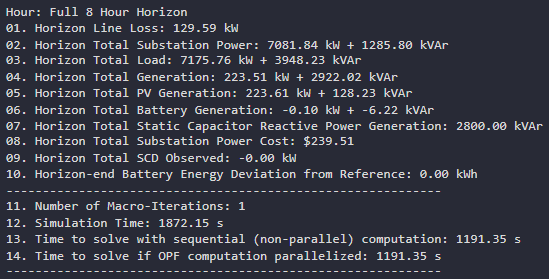 Hour: Full 8 Hour Horizon
01. Horizon Line Loss: 129.59 kW
02. Horizon Total Substation Power: 7081.84 kW + 1285.80 kVAr
03. Horizon Total Load: 7175.76 kW + 3948.23 kVAr
04. Horizon Total Generation: 223.51 kW + 2922.02 kVAr
05. Horizon Total PV Generation: 223.61 kW + 128.23 kVAr
06. Horizon Total Battery Generation: -0.10 kW + -6.22 kVAr
07. Horizon Total Static Capacitor Reactive Power Generation: 2800.00 kVAr
08. Horizon Total Substation Power Cost: $239.51
09. Horizon Total SCD Observed: -0.00 kW
10. Horizon-end Battery Energy Deviation from Reference: 0.00 kWh
------------------------------------------------------------
11. Number of Macro-Iterations: 1
12. Simulation Time: 1872.15 s
13. Time to solve with sequential (non-parallel) computation: 1191.35 s
14. Time to solve if OPF computation parallelized: 1191.35 s
------------------------------------------------------------